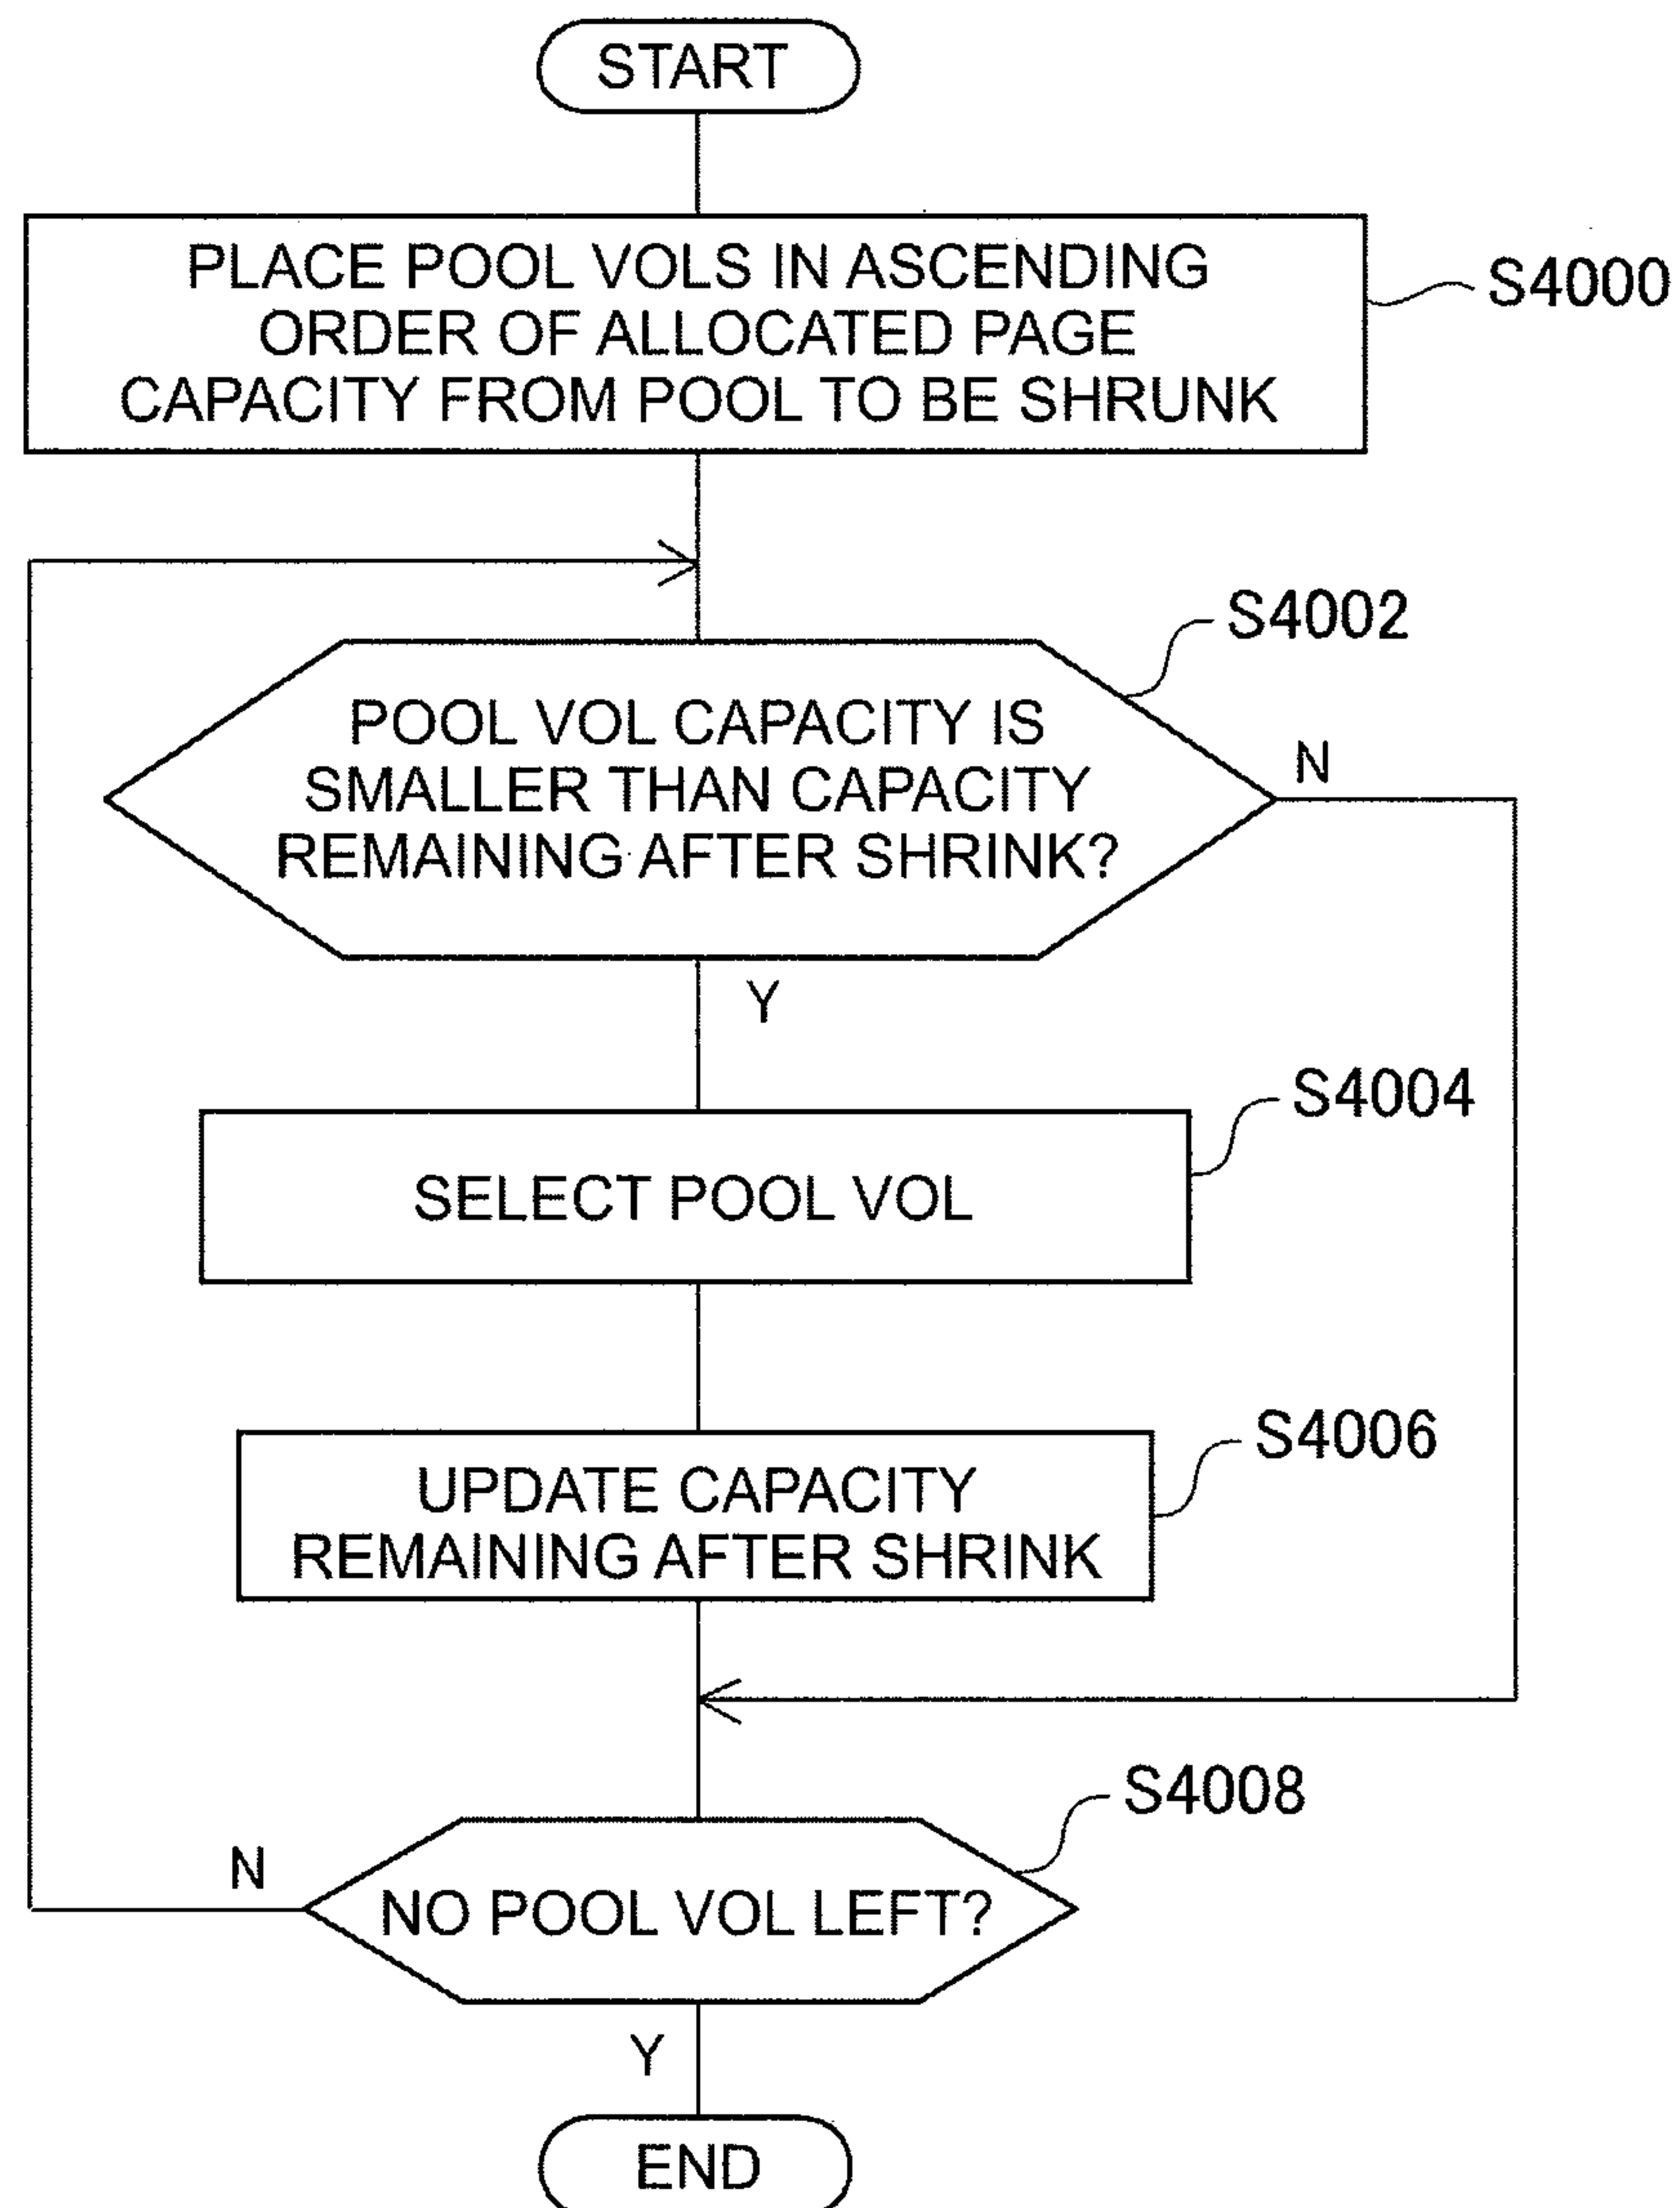 START
PLACE POOL VOLS IN ASCENDING
ORDER OF ALLOCATED PAGE
CAPACITY FROM POOL TO BE SHRUNK
S4000
S4002
POOL VOL CAPACITY IS
SMALLER THAN CAPACITY
REMAINING AFTER SHRINK?
N
Y
S4004
SELECT POOL VOL
S4006
UPDATE CAPACITY
REMAINING AFTER SHRINK
S4008
N
NO POOL VOL LEFT?
Y
END